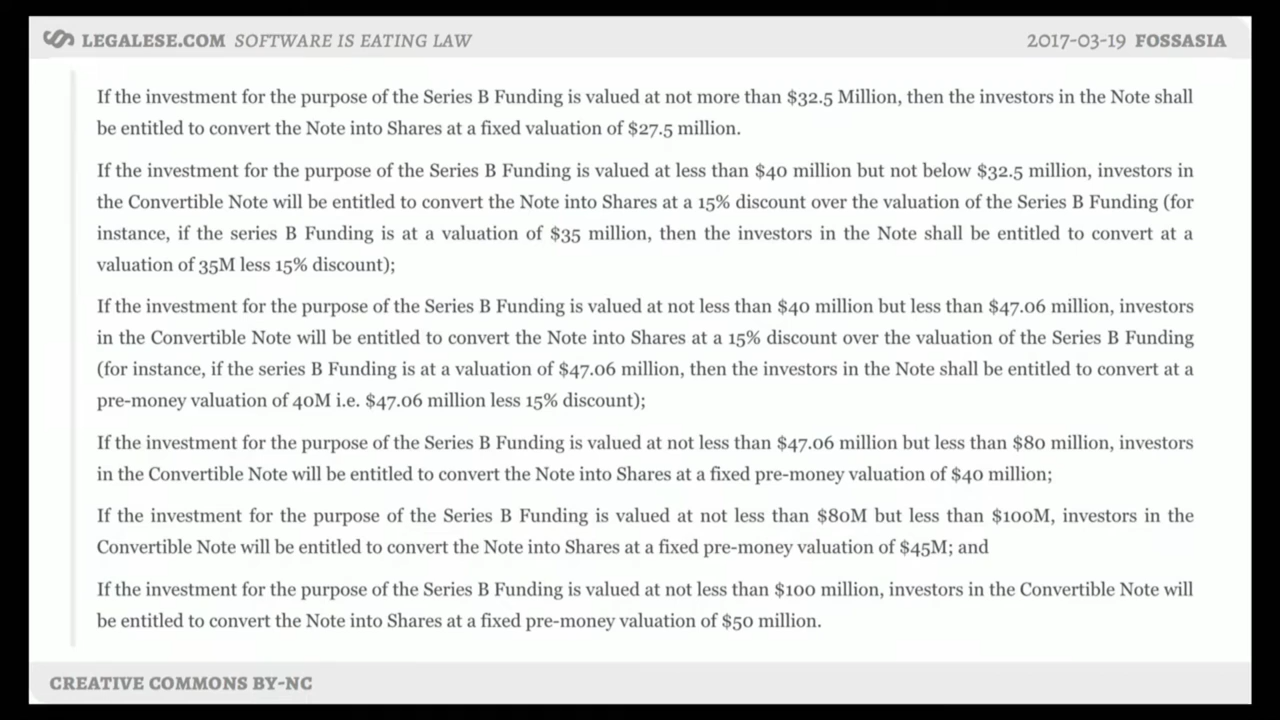 LEGALESE.COM SOFTWARE IS EATING LAW
2017-03-19 FOSSASIA
If the investment for the purpose of the Series B Funding is valued at not more than $32.5 Million, then the investors in the Note shall
be entitled to convert the Note into Shares at a fixed valuation of $27.5 million.
If the investment for the purpose of the Series B Funding is valued at less than $40 million but not below $32.5 million, investors in
the Convertible Note will be entitled to convert the Note into Shares at a 15% discount over the valuation of the Series B Funding (for
instance, if the series B Funding is at a valuation of $35 million, then the investors in the Note shall be entitled to convert at a
valuation of 35M less 15% discount);
If the investment for the purpose of the Series B Funding is valued at not less than $40 million but less than $47.06 million, investors
in the Convertible Note will be entitled to convert the Note into Shares at a 15% discount over the valuation of the Series B Funding
(for instance, if the series B Funding is at a valuation of $47.06 million, then the investors in the Note shall be entitled to convert at a
pre-money valuation of 40M i.e. $47.06 million less 15% discount);
If the investment for the purpose of the Series B Funding is valued at not less than $47.06 million but less than $80 million, investors
in the Convertible Note will be entitled to convert the Note into Shares at a fixed pre-money valuation of $40 million;
If the investment for the purpose of the Series B Funding is valued at not less than $80M but less than $100M, investors in the
Convertible Note will be entitled to convert the Note into Shares at a fixed pre-money valuation of $45M; and
If the investment for the purpose of the Series B Funding is valued at not less than $100 million, investors in the Convertible Note will
be entitled to convert the Note into Shares at a fixed pre-money valuation of $50 million.
CREATIVE COMMONS BY-NC